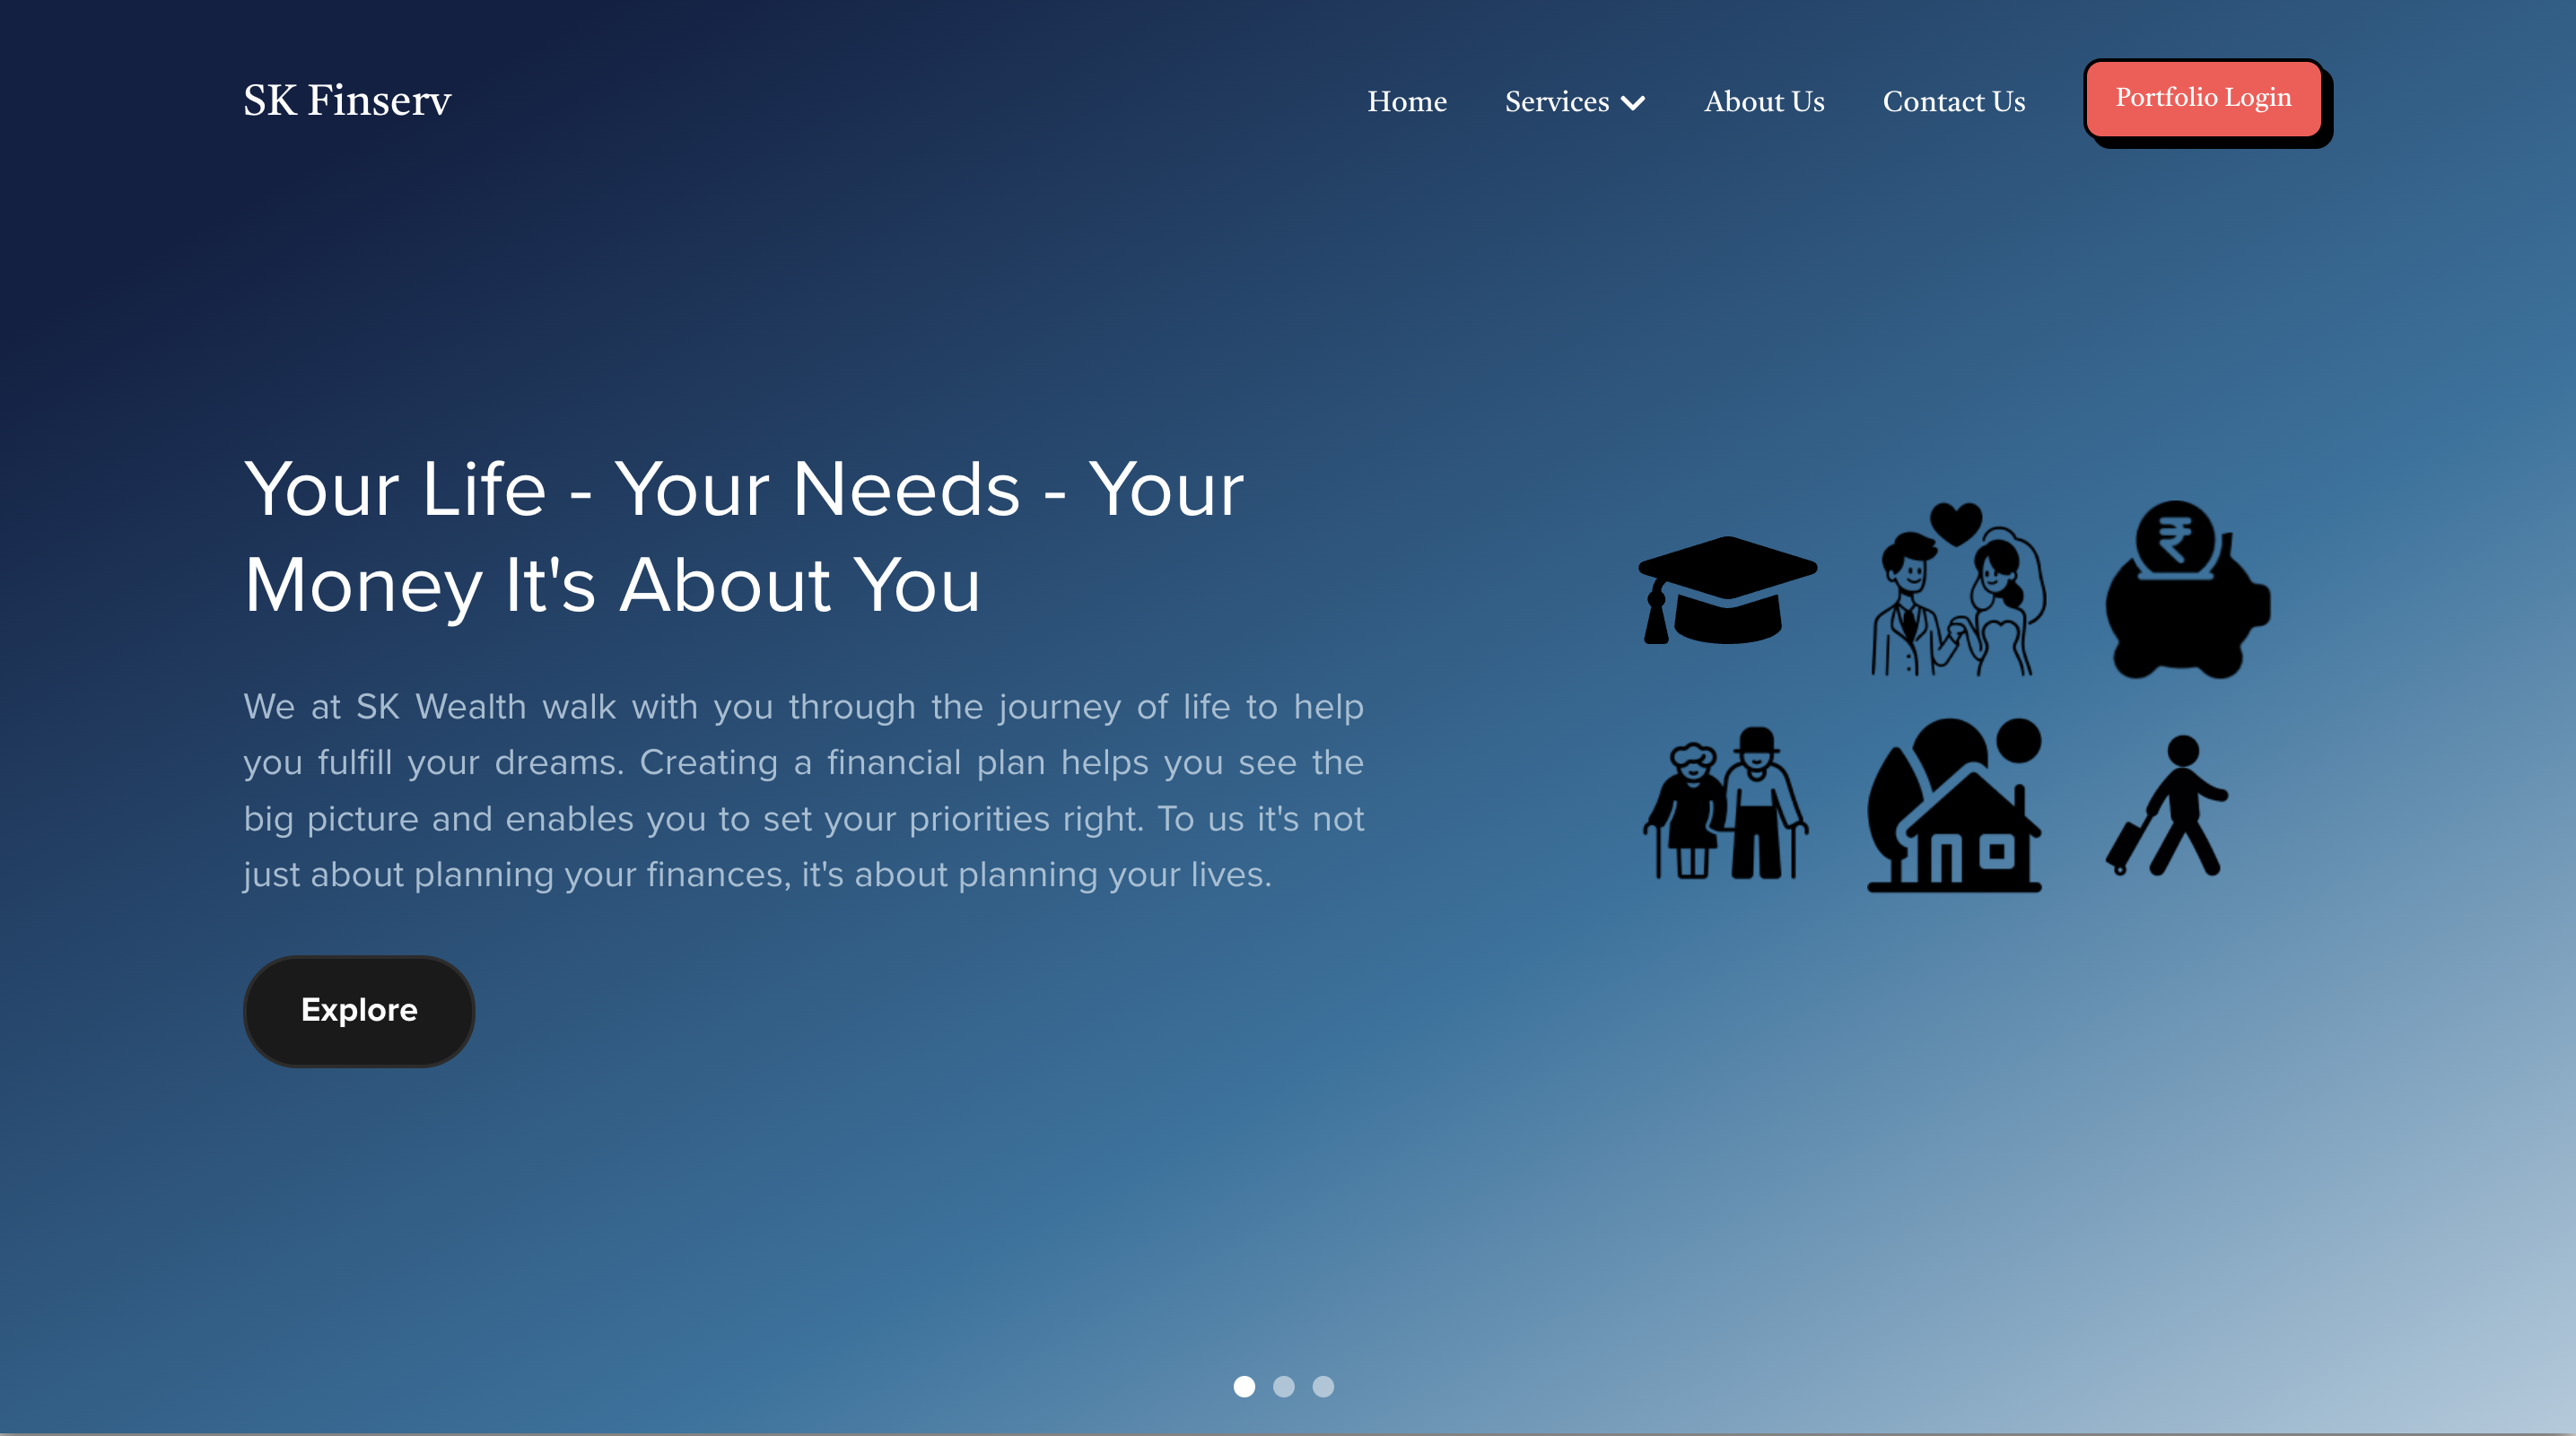 SK Finserv
Home Services About Us Contact Us Portfolio Login
Your Life - Your Needs - Your
Money It's About You
We at SK Wealth walk with you through the journey of life to help
you fulfill your dreams. Creating a financial plan helps you see the
big picture and enables you to set your priorities right. To us it's not
just about planning your finances, it's about planning your lives.
₹
Explore